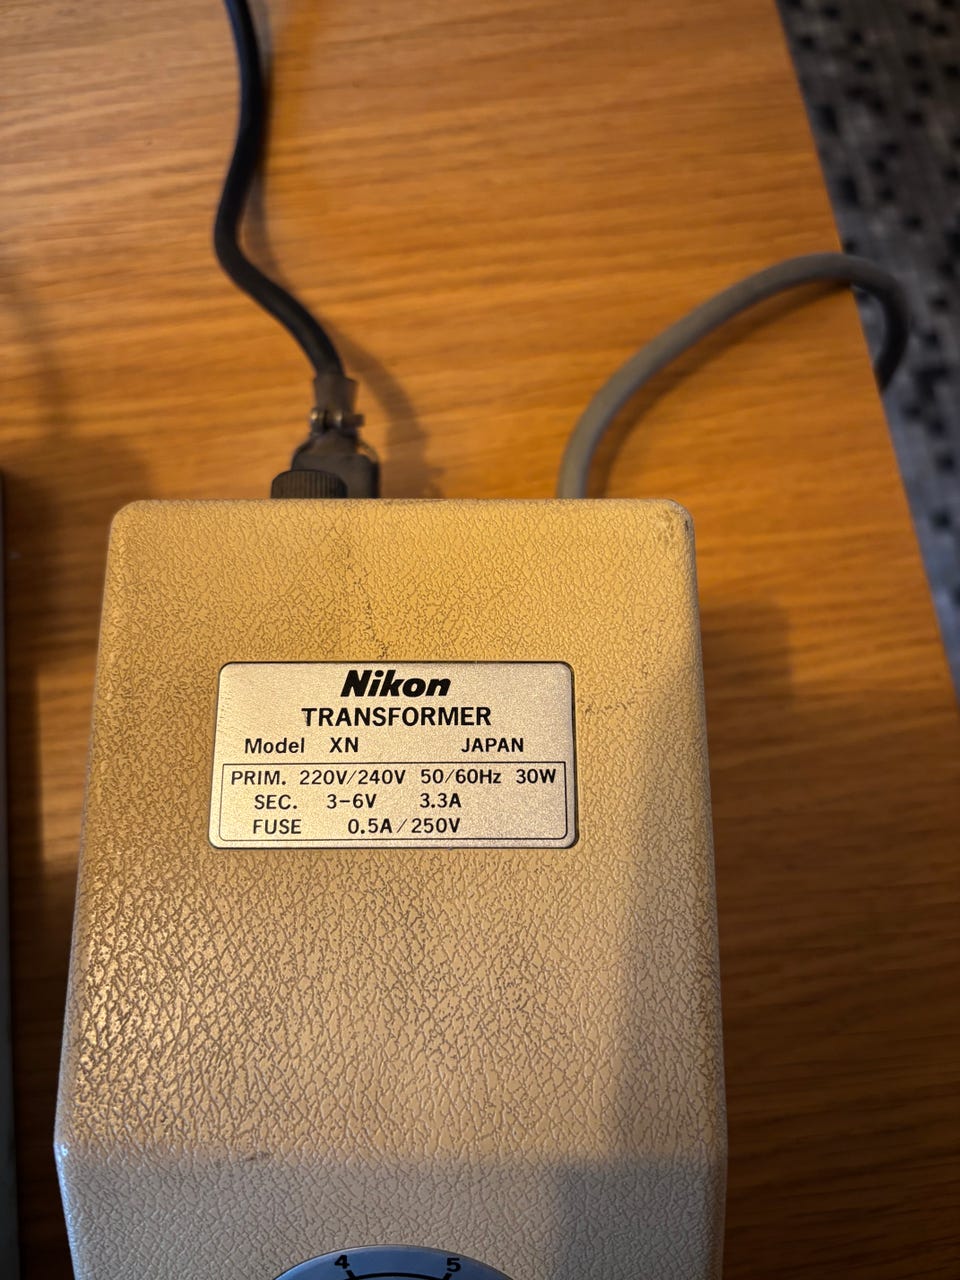 Nikon
TRANSFORMER
Model XN JAPAN
PRIM. 220V/240V 50/60Hz 30W
SEC. 3-6V 3.3A
FUSE 0.5A/250V
4 5